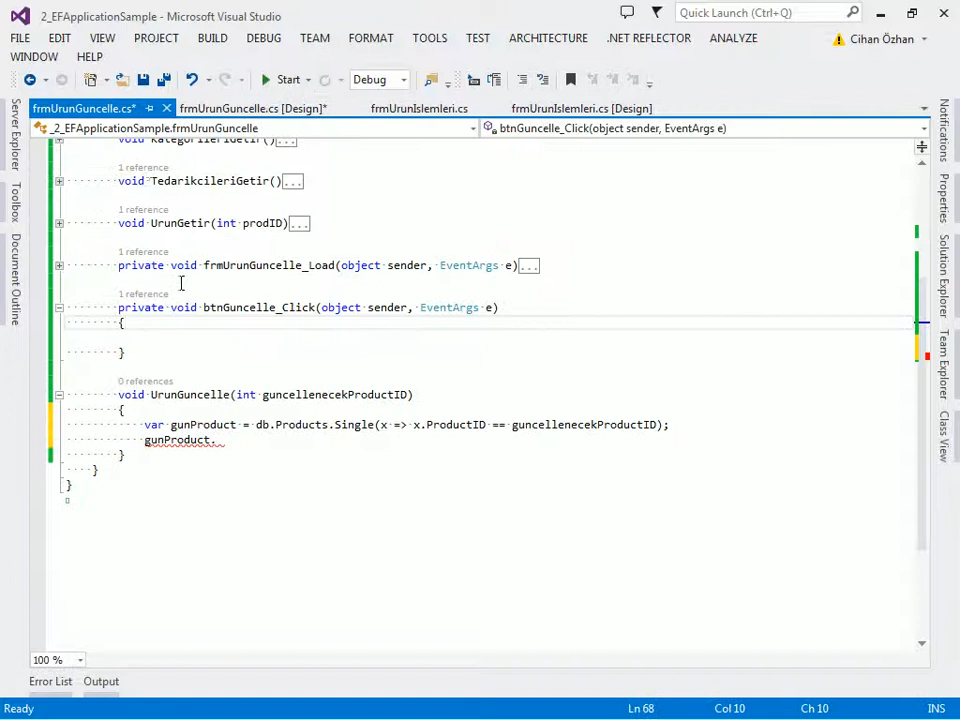 2_EFApplicationSample - Microsoft Visual Studio
Quick Launch (Ctrl+Q)
FILE EDIT VIEW PROJECT BUILD DEBUG TEAM FORMAT TOOLS TEST ARCHITECTURE .NET REFLECTOR ANALYZE
Cihan Özhan
WINDOW HELP
Start Debug
frmUrunGuncelle.cs* frmUrunGuncelle.cs [Design]* frmUrunIslemleri.cs frmUrunIslemleri.cs [Design]
_2_EFApplicationSample.frmUrunGuncelle btnGuncelle_Click(object sender, EventArgs e)
void KategorileriGetir()...
1 reference
void TedarikcileriGetir()...
1 reference
void UrunGetir(int prodID)...
1 reference
private void frmUrunGuncelle_Load(object sender, EventArgs e)...
1 reference
private void btnGuncelle_Click(object sender, EventArgs e)
{
}
0 references
void UrunGuncelle(int guncellenecekProductID)
{
var gunProduct = db.Products.Single(x => x.ProductID == guncellenecekProductID);
gunProduct.
}
}
}
Server Explorer
Toolbox
Document Outline
Notifications
Properties
Solution Explorer
Team Explorer
Class View
100 %
Error List Output
Ready Ln 68 Col 10 Ch 10 INS